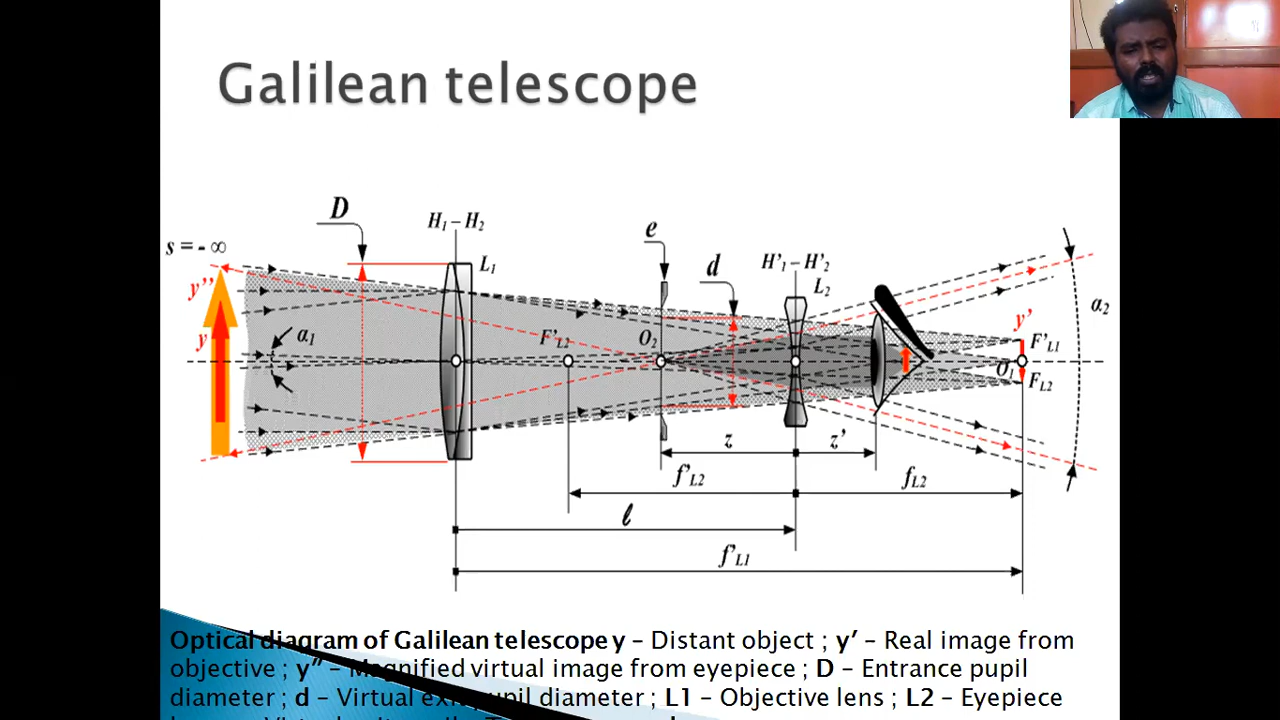 Galilean telescope
D
H₁ – H₂
e
s = - ∞
L₁
d
H'₁ – H'₂
y''
L₂
a₂
y
a₁
F'L2
O₂
y'
F'L1
O₁
FL2
z
z'
f'L2
fL2
ℓ
f'L1
Optical diagram of Galilean telescope y – Distant object ; y′ – Real image from
objective ; y″ – Magnified virtual image from eyepiece ; D – Entrance pupil
diameter ; d – Virtual exit pupil diameter ; L1 – Objective lens ; L2 – Eyepiece